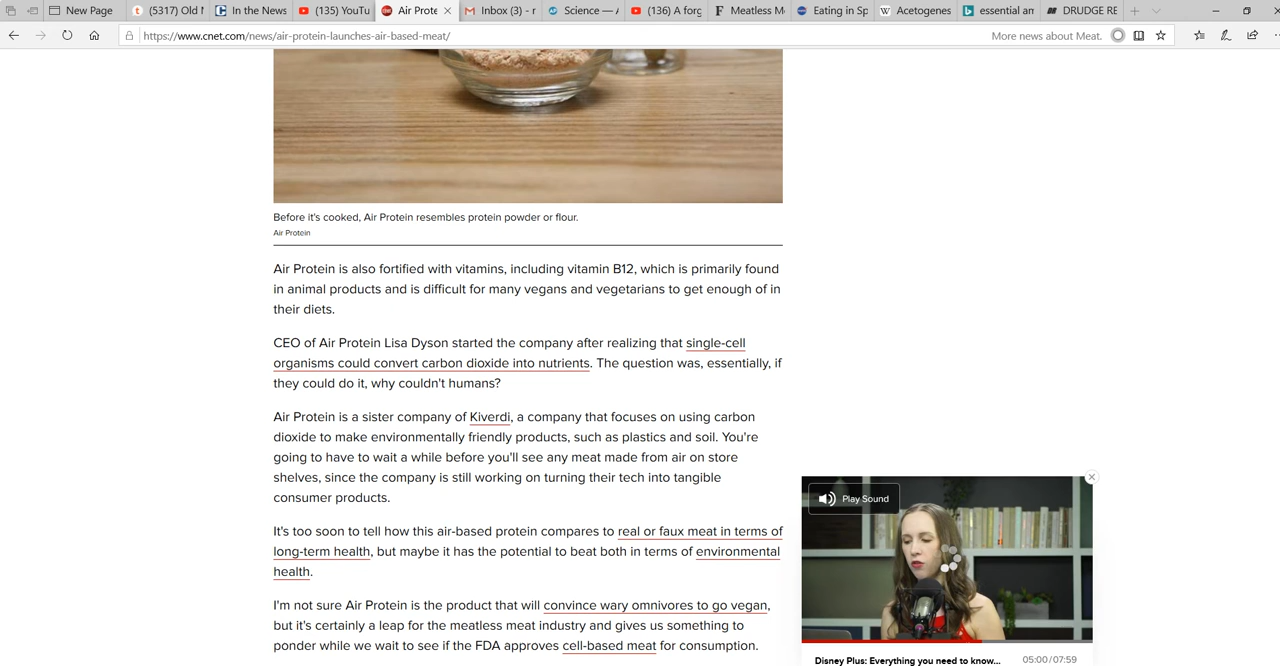 New Page
(5317) Old M
In the News
(135) YouTu
Air Prote
Inbox (3) - r
Science — A
(136) A forg
Meatless M
Eating in Sp
Acetogenes
essential am
DRUDGE RE
https://www.cnet.com/news/air-protein-launches-air-based-meat/
More news about Meat.
Before it's cooked, Air Protein resembles protein powder or flour.
Air Protein
Air Protein is also fortified with vitamins, including vitamin B12, which is primarily found
in animal products and is difficult for many vegans and vegetarians to get enough of in
their diets.
CEO of Air Protein Lisa Dyson started the company after realizing that single-cell
organisms could convert carbon dioxide into nutrients. The question was, essentially, if
they could do it, why couldn't humans?
Air Protein is a sister company of Kiverdi, a company that focuses on using carbon
dioxide to make environmentally friendly products, such as plastics and soil. You're
going to have to wait a while before you'll see any meat made from air on store
shelves, since the company is still working on turning their tech into tangible
consumer products.
It's too soon to tell how this air-based protein compares to real or faux meat in terms of
long-term health, but maybe it has the potential to beat both in terms of environmental
health.
I'm not sure Air Protein is the product that will convince wary omnivores to go vegan,
but it's certainly a leap for the meatless meat industry and gives us something to
ponder while we wait to see if the FDA approves cell-based meat for consumption.
Play Sound
Disney Plus: Everything you need to know...
05:00/07:59